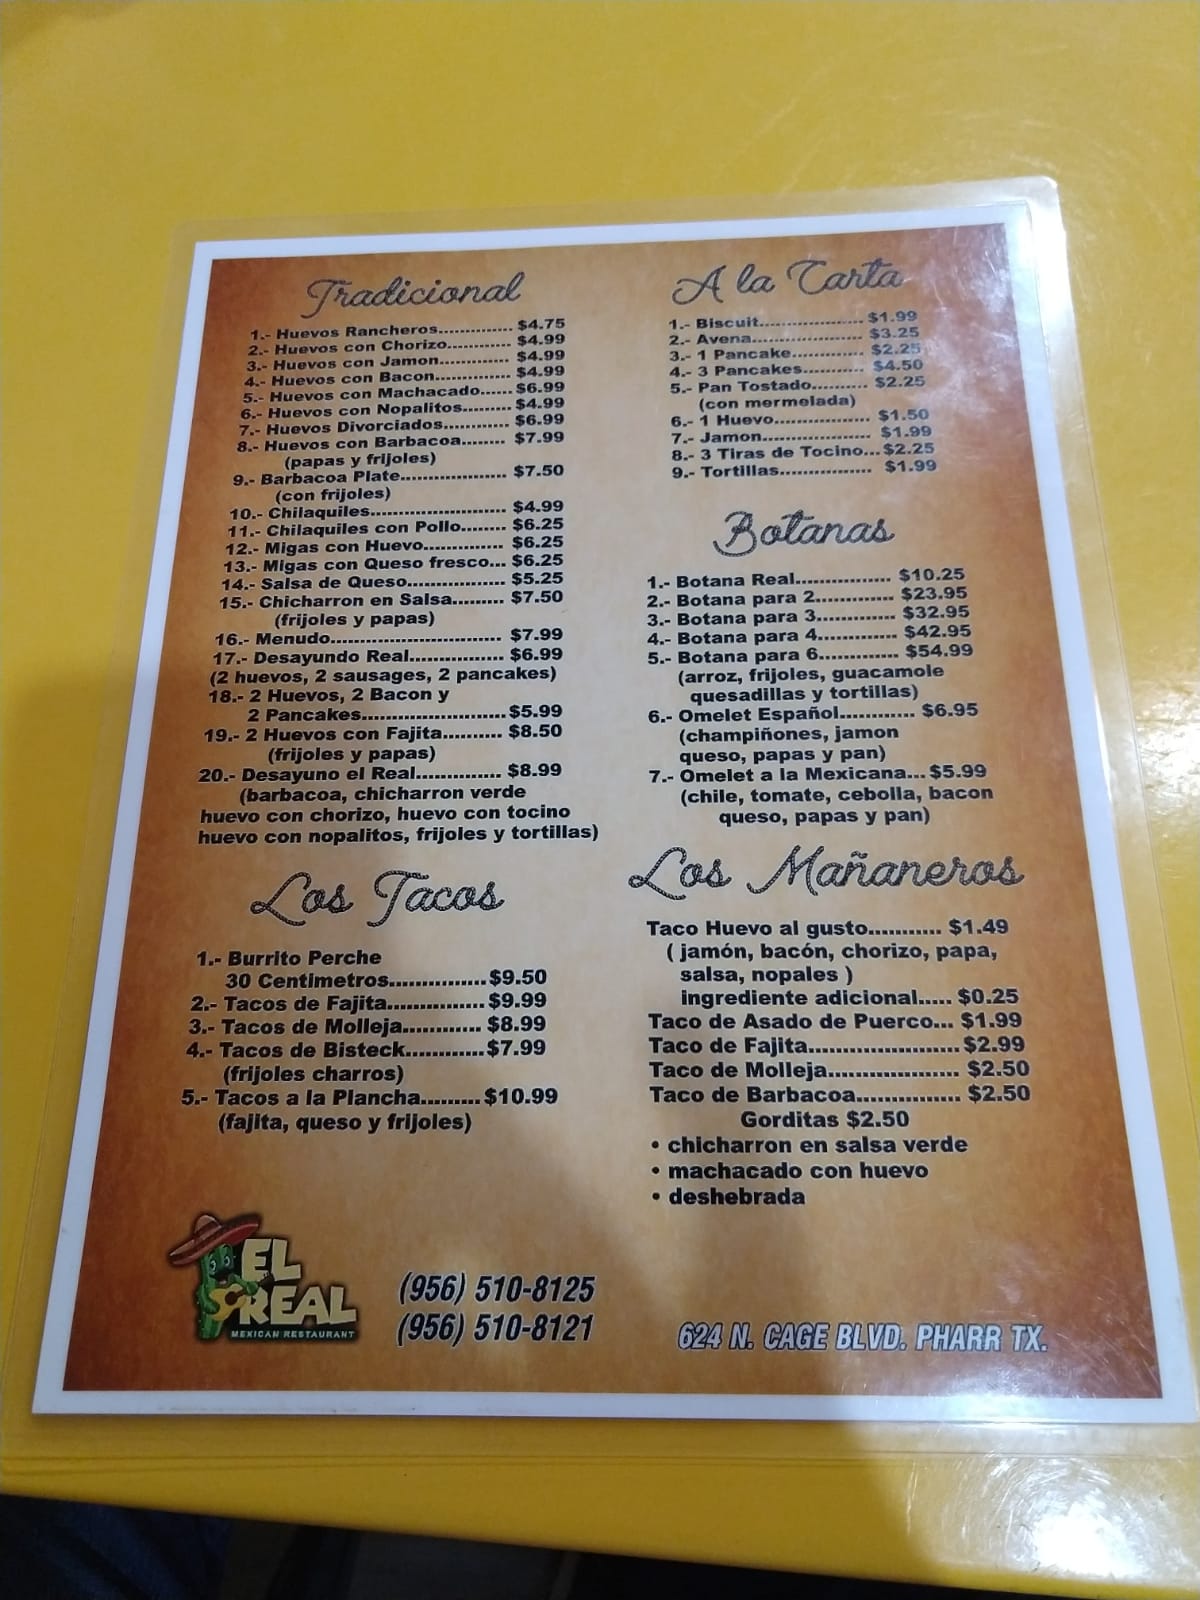 Tradicional
1.- Huevos Rancheros.............. $4.75
2.- Huevos con Chorizo............ $4.99
3.- Huevos con Jamon............. $4.99
4.- Huevos con Bacon............... $4.99
5.- Huevos con Machacado...... $6.99
6.- Huevos con Nopalitos......... $4.99
7.- Huevos Divorciados............ $6.99
8.- Huevos con Barbacoa........ $7.99
(papas y frijoles)
9.- Barbacoa Plate................... $7.50
(con frijoles)
10.- Chilaquiles........................ $4.99
11.- Chilaquiles con Pollo........ $6.25
12.- Migas con Huevo.............. $6.25
13.- Migas con Queso fresco... $6.25
14.- Salsa de Queso................. $5.25
15.- Chicharron en Salsa......... $7.50
(frijoles y papas)
16.- Menudo.............................. $7.99
17.- Desayundo Real................ $6.99
(2 huevos, 2 sausages, 2 pancakes)
18.- 2 Huevos, 2 Bacon y
2 Pancakes.........................$5.99
19.- 2 Huevos con Fajita.......... $8.50
(frijoles y papas)
20.- Desayuno el Real............... $8.99
(barbacoa, chicharron verde
huevo con chorizo, huevo con tocino
huevo con nopalitos, frijoles y tortillas)
Los Tacos
1.- Burrito Perche
30 Centimetros................$9.50
2.- Tacos de Fajita................$9.99
3.- Tacos de Molleja............. $8.99
4.- Tacos de Bisteck.............$7.99
(frijoles charros)
5.- Tacos a la Plancha.........$10.99
(fajita, queso y frijoles)
A la Carta
1.- Biscuit.................... $1.99
2.- Avena...................... $3.25
3.- 1 Pancake.............. $2.25
4.- 3 Pancakes............ $4.50
5.- Pan Tostado.......... $2.25
(con mermelada)
6.- 1 Huevo.................. $1.50
7.- Jamon..................... $1.99
8.- 3 Tiras de Tocino...$2.25
9.- Tortillas................. $1.99
Botanas
1.- Botana Real................. $10.25
2.- Botana para 2.............. $23.95
3.- Botana para 3.............. $32.95
4.- Botana para 4.............. $42.95
5.- Botana para 6.............. $54.99
(arroz, frijoles, guacamole
quesadillas y tortillas)
6.- Omelet Español............ $6.95
(champiñones, jamon
queso, papas y pan)
7.- Omelet a la Mexicana... $5.99
(chile, tomate, cebolla, bacon
queso, papas y pan)
Los Mañaneros
Taco Huevo al gusto........... $1.49
( jamón, bacón, chorizo, papa,
salsa, nopales )
ingrediente adicional..... $0.25
Taco de Asado de Puerco... $1.99
Taco de Fajita.......................$2.99
Taco de Molleja.................... $2.50
Taco de Barbacoa................ $2.50
Gorditas $2.50
• chicharron en salsa verde
• machacado con huevo
• deshebrada
EL
REAL
MEXICAN RESTAURANT
(956) 510-8125
(956) 510-8121
624 N. CAGE BLVD. PHARR TX.